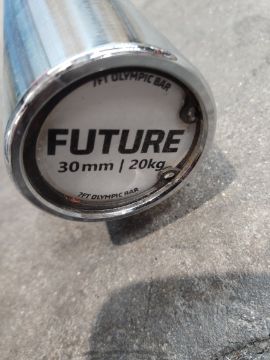 7FT OLYMPIC BAR
FUTURE
30mm | 20kg
7FT OLYMPIC BAR